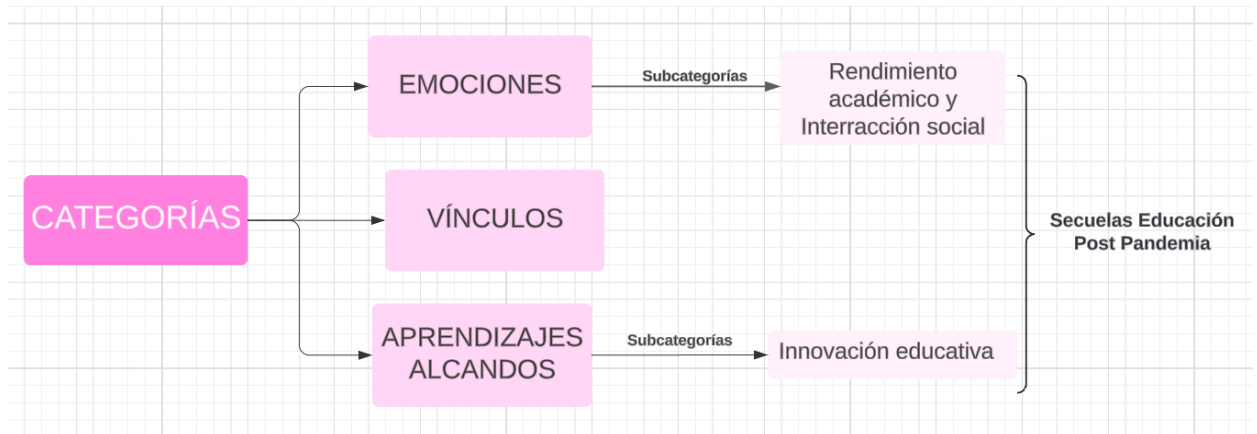 CATEGORÍAS
EMOCIONES
Subcategorías
Rendimiento
académico y
Interracción social
VÍNCULOS
APRENDIZAJES
ALCANDOS
Subcategorías
Innovación educativa
Secuelas Educación
Post Pandemia